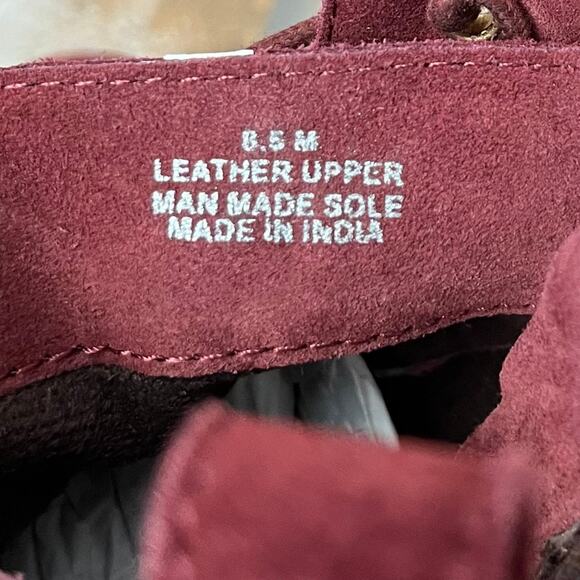 8.5 M
LEATHER UPPER
MAN MADE SOLE
MADE IN INDIA